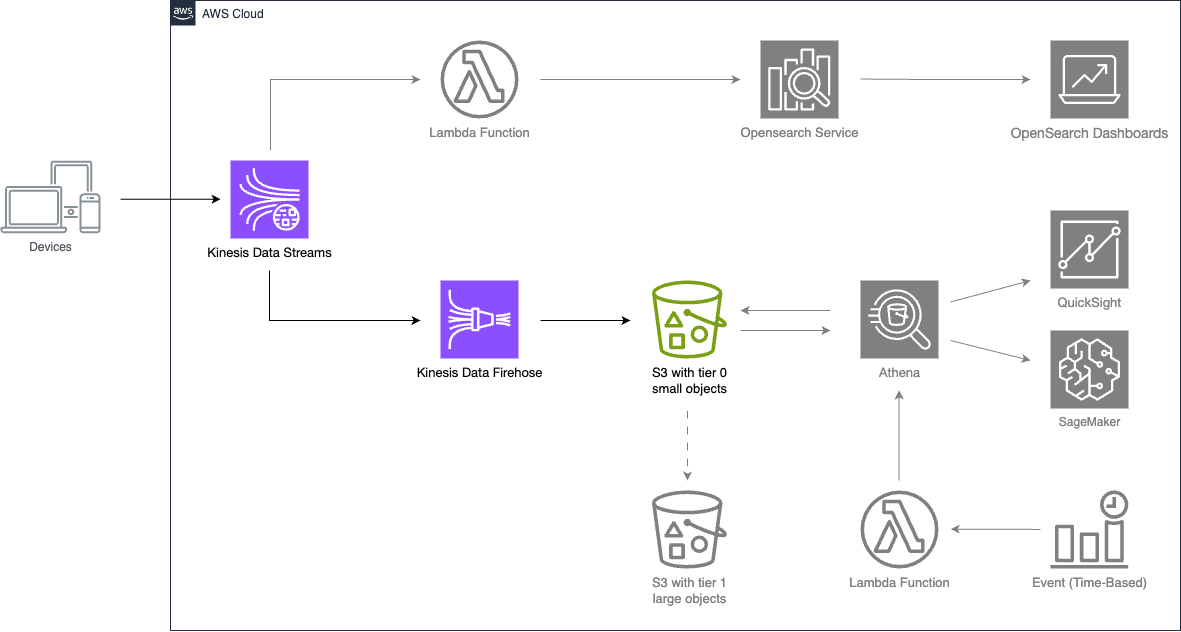 aws
AWS Cloud
Lambda Function
Opensearch Service
OpenSearch Dashboards
Devices
Kinesis Data Streams
QuickSight
Kinesis Data Firehose
S3 with tier 0
small objects
Athena
SageMaker
S3 with tier 1
large objects
Lambda Function
Event (Time-Based)